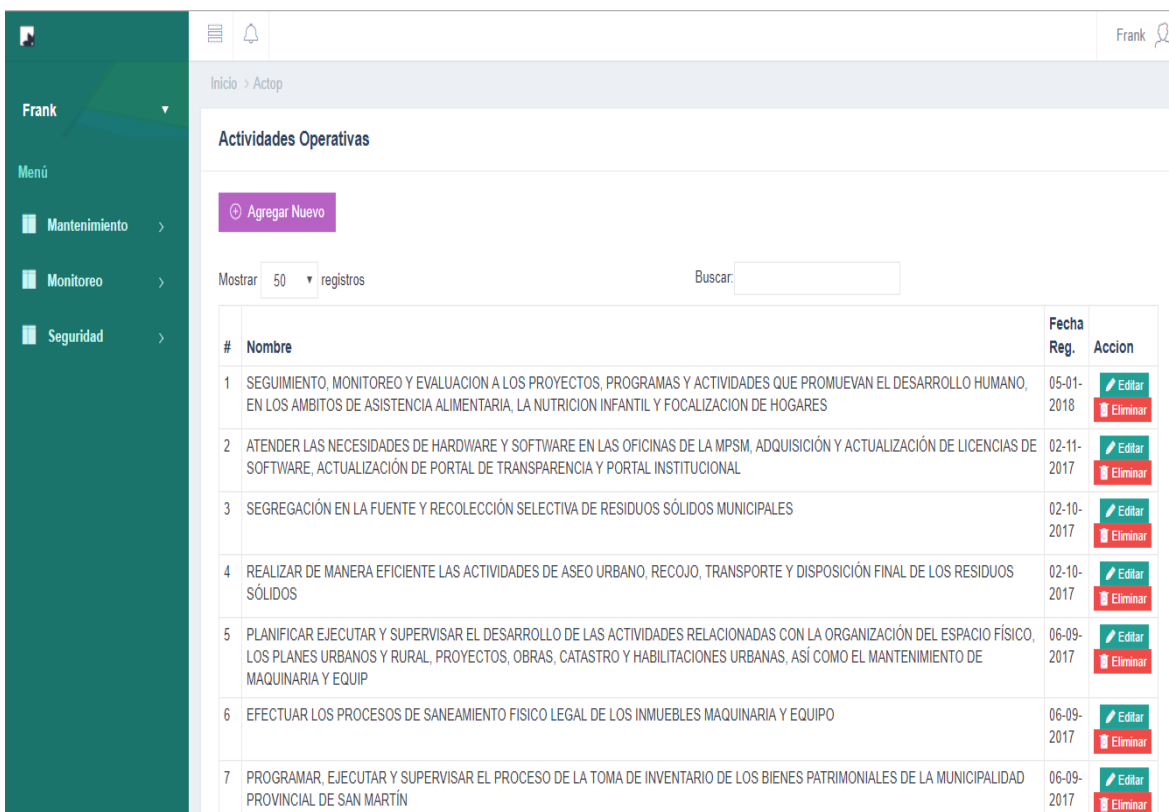 Frank
Inicio > Actop
Frank
Menú
Mantenimiento
Monitoreo
Seguridad
Actividades Operativas
Agregar Nuevo
Mostrar 50 registros
Buscar:
# Nombre Fecha Reg. Accion
1 SEGUIMIENTO, MONITOREO Y EVALUACION A LOS PROYECTOS, PROGRAMAS Y ACTIVIDADES QUE PROMUEVAN EL DESARROLLO HUMANO, 05-01- Editar
EN LOS AMBITOS DE ASISTENCIA ALIMENTARIA, LA NUTRICION INFANTIL Y FOCALIZACION DE HOGARES 2018 Eliminar
2 ATENDER LAS NECESIDADES DE HARDWARE Y SOFTWARE EN LAS OFICINAS DE LA MPSM, ADQUISICIÓN Y ACTUALIZACIÓN DE LICENCIAS DE 02-11- Editar
SOFTWARE, ACTUALIZACIÓN DE PORTAL DE TRANSPARENCIA Y PORTAL INSTITUCIONAL 2017 Eliminar
3 SEGREGACIÓN EN LA FUENTE Y RECOLECCIÓN SELECTIVA DE RESIDUOS SÓLIDOS MUNICIPALES 02-10- Editar
2017 Eliminar
4 REALIZAR DE MANERA EFICIENTE LAS ACTIVIDADES DE ASEO URBANO, RECOJO, TRANSPORTE Y DISPOSICIÓN FINAL DE LOS RESIDUOS 02-10- Editar
SÓLIDOS 2017 Eliminar
5 PLANIFICAR EJECUTAR Y SUPERVISAR EL DESARROLLO DE LAS ACTIVIDADES RELACIONADAS CON LA ORGANIZACIÓN DEL ESPACIO FÍSICO, 06-09- Editar
LOS PLANES URBANOS Y RURAL, PROYECTOS, OBRAS, CATASTRO Y HABILITACIONES URBANAS, ASÍ COMO EL MANTENIMIENTO DE 2017 Eliminar
MAQUINARIA Y EQUIP
6 EFECTUAR LOS PROCESOS DE SANEAMIENTO FISICO LEGAL DE LOS INMUEBLES MAQUINARIA Y EQUIPO 06-09- Editar
2017 Eliminar
7 PROGRAMAR, EJECUTAR Y SUPERVISAR EL PROCESO DE LA TOMA DE INVENTARIO DE LOS BIENES PATRIMONIALES DE LA MUNICIPALIDAD 06-09- Editar
PROVINCIAL DE SAN MARTÍN 2017 Eliminar